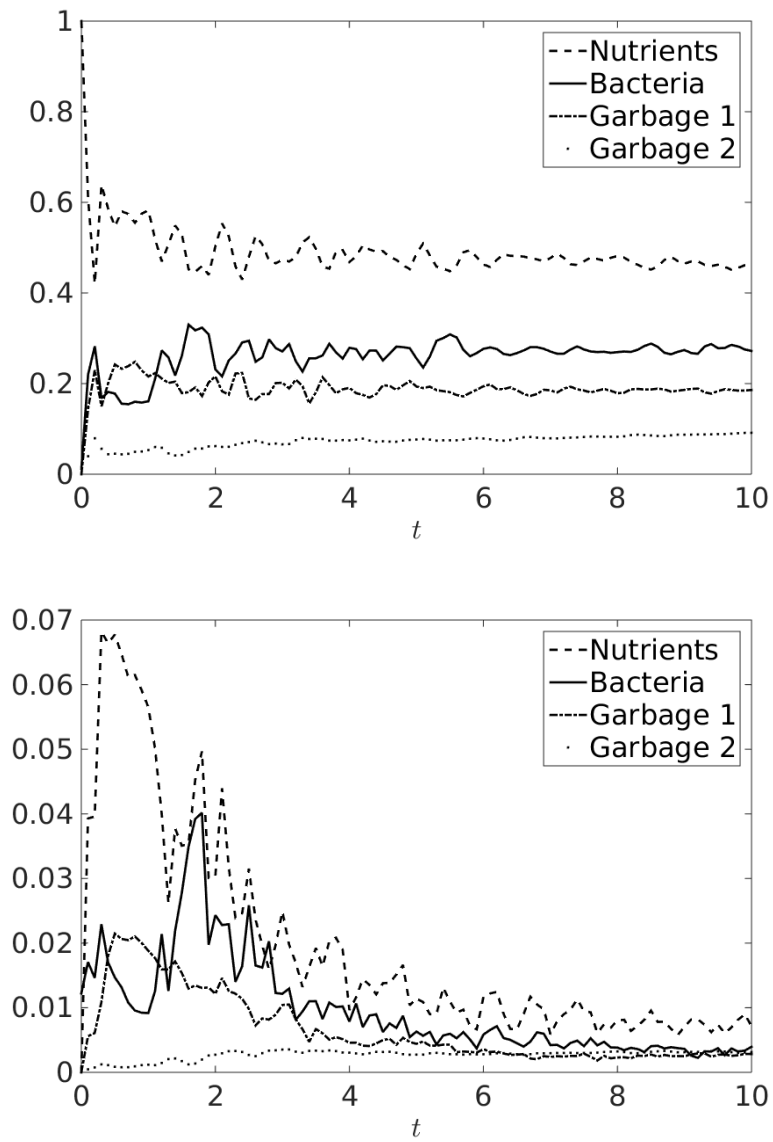 1
0.8
0.6
0.4
0.2
0
0 2 4 6 8 10
t
Nutrients
Bacteria
Garbage 1
Garbage 2
0.07
0.06
0.05
0.04
0.03
0.02
0.01
0
0 2 4 6 8 10
t
Nutrients
Bacteria
Garbage 1
Garbage 2